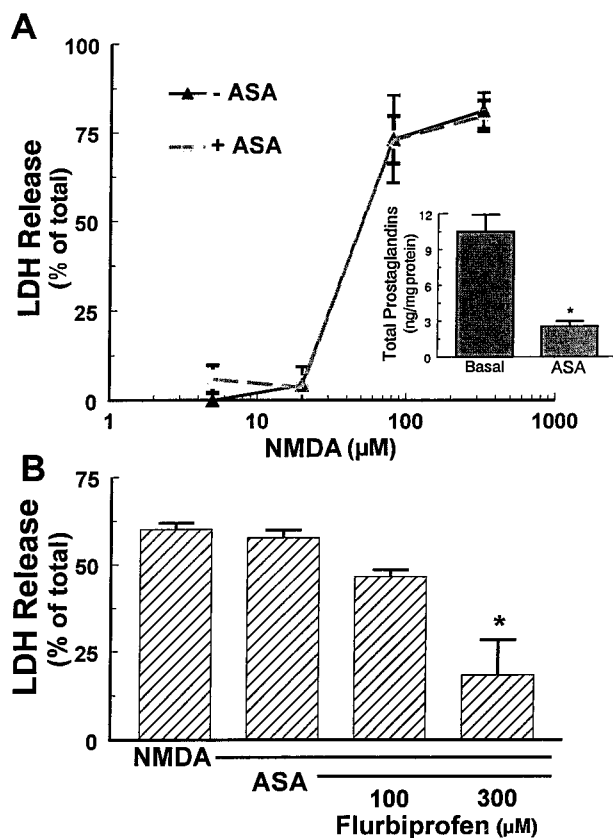 A
LDH Release
(% of total)
100
75
50
25
0
- ASA
+ ASA
Total Prostaglandins
(ng/mg protein)
12
9
6
3
0
*
Basal ASA
1 10 100 1000
NMDA (µM)
B
LDH Release
(% of total)
75
50
25
0
*
NMDA
ASA
100 300
Flurbiprofen (µM)